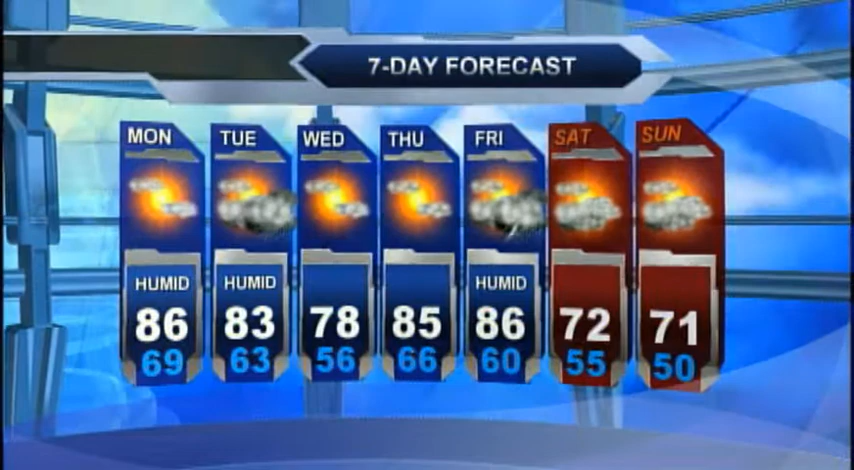 7-DAY FORECAST
MON TUE WED THU FRI SAT SUN
HUMID HUMID HUMID
86 83 78 85 86 72 71
69 63 56 66 60 55 50